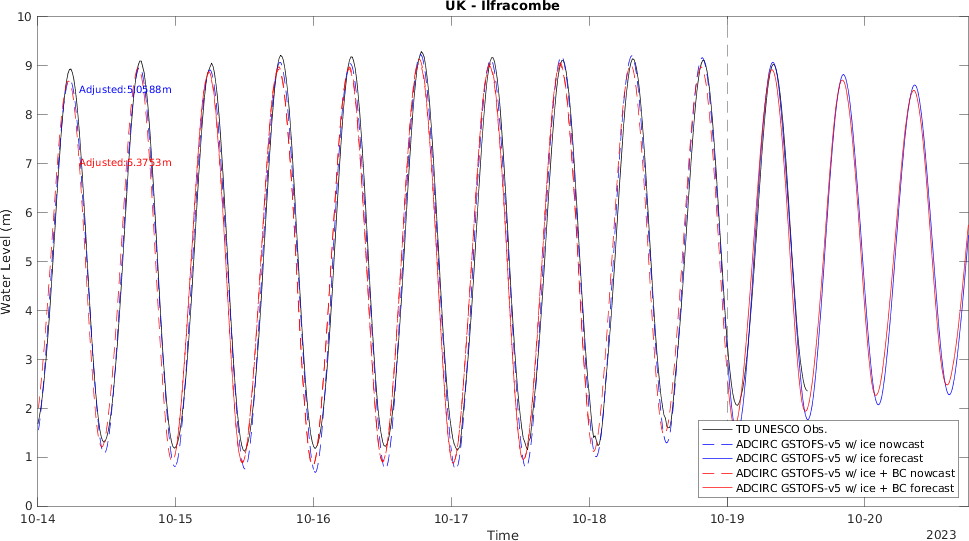 UK - Ilfracombe
10
9
8
7
6
5
4
3
2
1
0
Water Level (m)
Adjusted:5.0588m
Adjusted:5.3753m
TD UNESCO Obs.
ADCIRC GSTOFS-v5 w/ ice nowcast
ADCIRC GSTOFS-v5 w/ ice forecast
ADCIRC GSTOFS-v5 w/ ice + BC nowcast
ADCIRC GSTOFS-v5 w/ ice + BC forecast
10-14 10-15 10-16 10-17 10-18 10-19 10-20
Time
2023